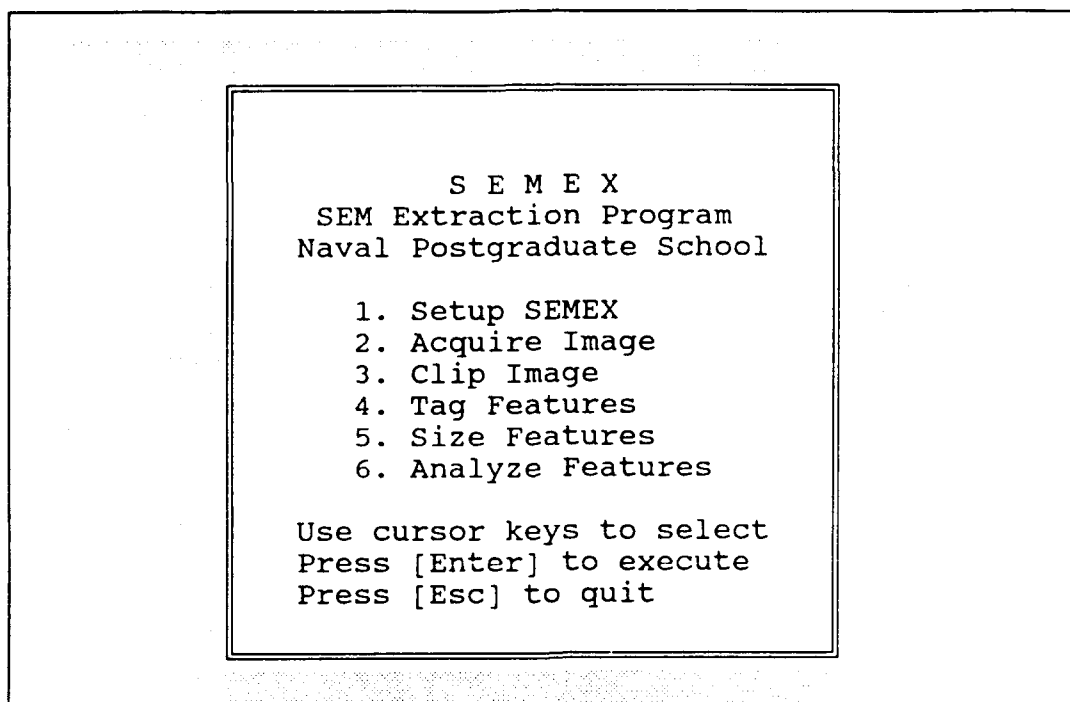 S E M E X
SEM Extraction Program
Naval Postgraduate School
1. Setup SEMEX
2. Acquire Image
3. Clip Image
4. Tag Features
5. Size Features
6. Analyze Features
Use cursor keys to select
Press [Enter] to execute
Press [Esc] to quit